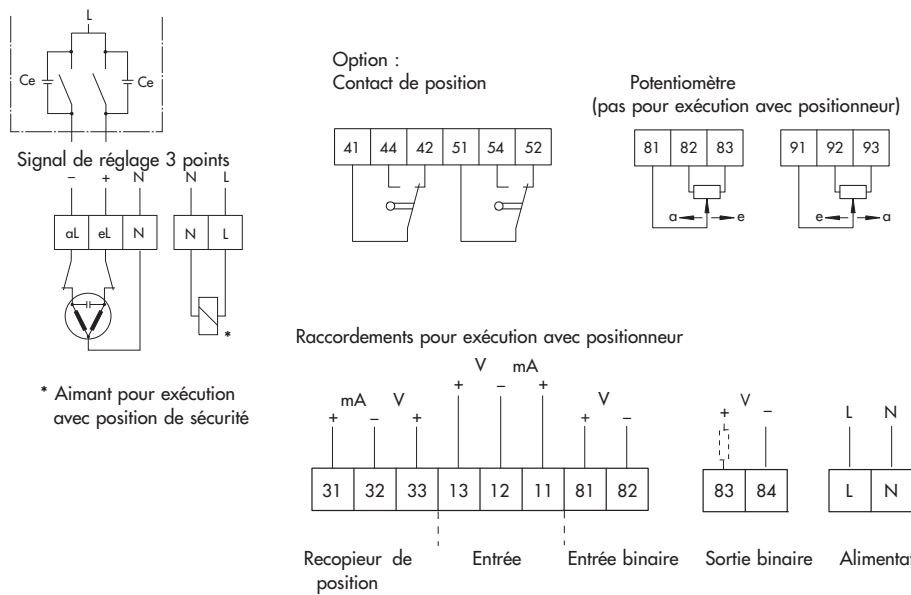 L
Ce
Ce
Signal de réglage 3 points
– + N N L
aL eL N N L
*
* Aimant pour exécution
avec position de sécurité
Option :
Contact de position
41 44 42 51 54 52
Potentiomètre
(pas pour exécution avec positionneur)
81 82 83 91 92 93
a e e a
Raccordements pour exécution avec positionneur
V mA
+ – +
mA V V V L N
+ – + + – + –
31 32 33 13 12 11 81 82 83 84 L N
Recopieur de Entrée Entrée binaire Sortie binaire Alimentat
position